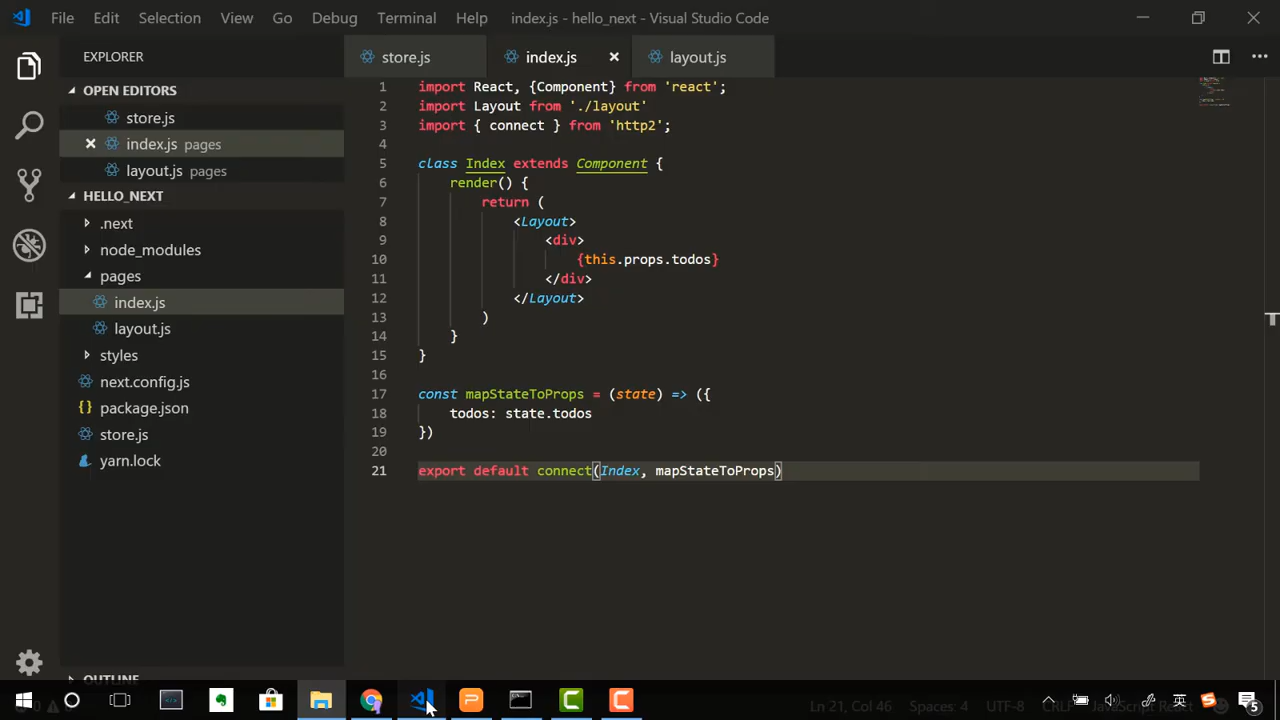 File Edit Selection View Go Debug Terminal Help index.js - hello_next - Visual Studio Code
EXPLORER
OPEN EDITORS
store.js
index.js pages
layout.js pages
HELLO_NEXT
.next
node_modules
pages
index.js
layout.js
styles
next.config.js
{} package.json
store.js
yarn.lock
OUTLINE
store.js index.js layout.js
1 import React, {Component} from 'react';
2 import Layout from './layout'
3 import { connect } from 'http2';
4
5 class Index extends Component {
6 render() {
7 return (
8 <Layout>
9 <div>
10 {this.props.todos}
11 </div>
12 </Layout>
13 )
14 }
15 }
16
17 const mapStateToProps = (state) => ({
18 todos: state.todos
19 })
20
21 export default connect(Index, mapStateToProps)
Ln 21, Col 46 Spaces: 4 UTF-8 CRLF JavaScript React
英
5